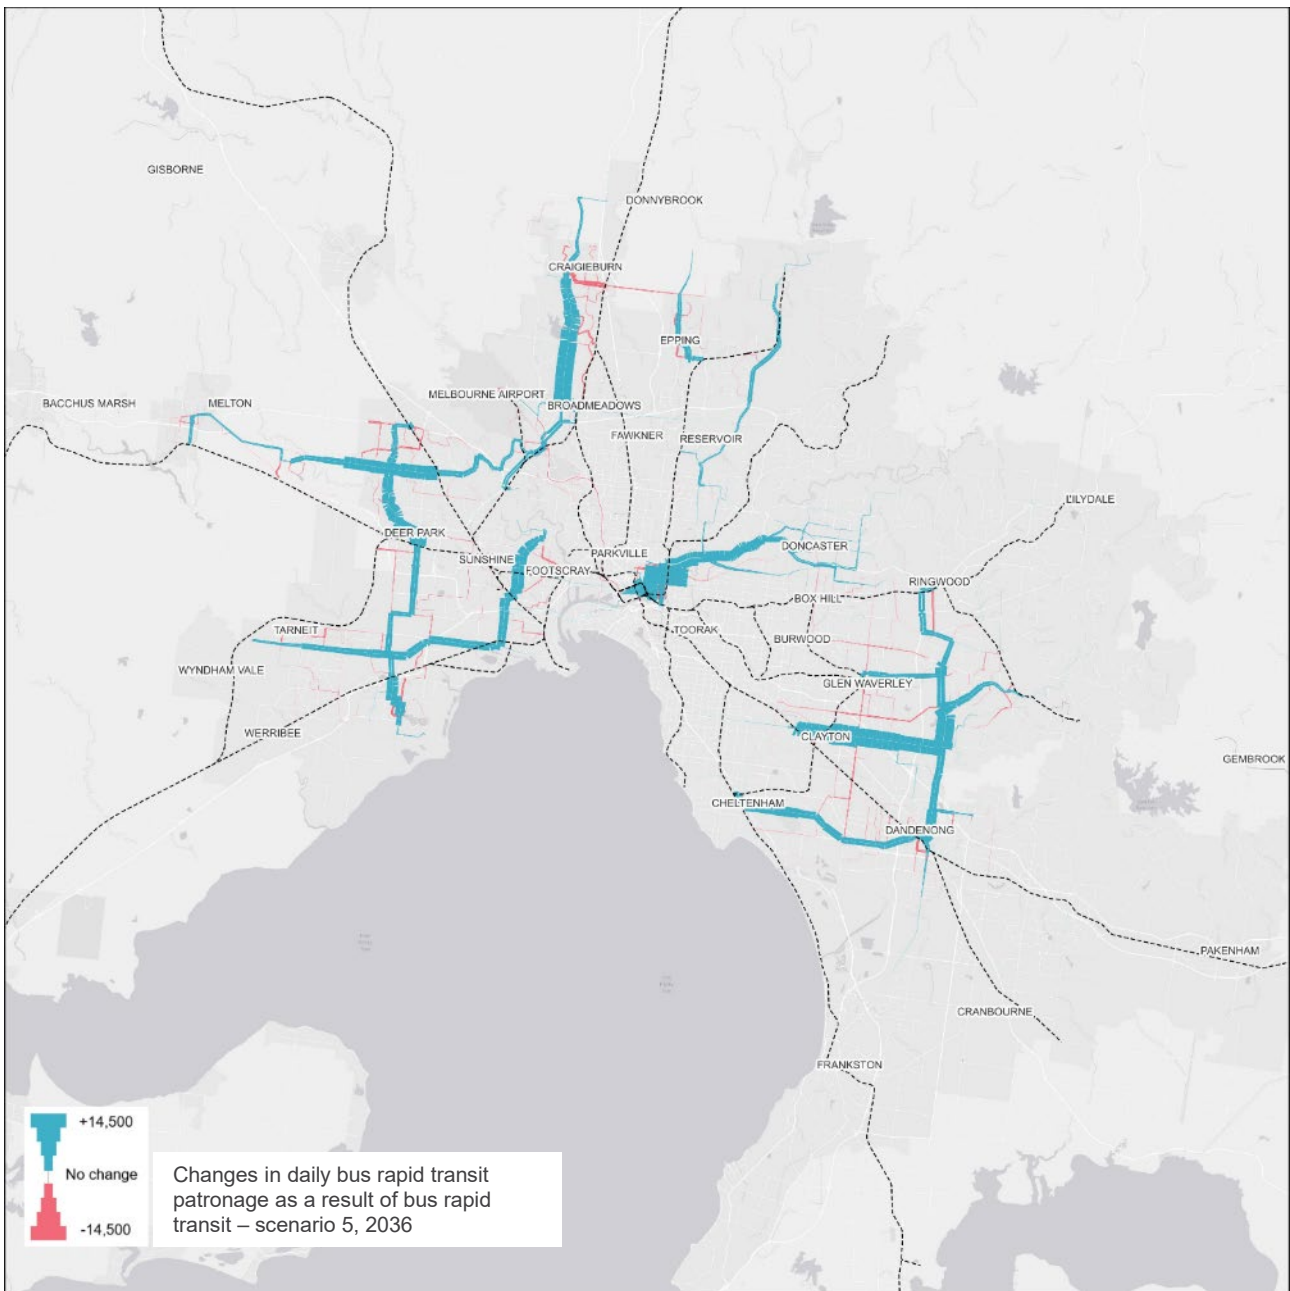 DONNYBROOK
GISBORNE
CRAIGIEBURN
EPPING
MELBOURNE AIRPORT
BACCHUS MARSH
MELTON
BROADMEADOWS
FAWKNER
RESERVOIR
LILYDALE
DEER PARK
DONCASTER
PARKVILLE
SUNSHINE
FOOTSCRAY
RINGWOOD
BOX HILL
TARNEIT
TOORAK
BURWOOD
WYNDHAM VALE
GLEN WAVERLEY
WERRIBEE
CLAYTON
GEMBROOK
CHELTENHAM
DANDENONG
PAKENHAM
CRANBOURNE
FRANKSTON
+14,500
No change
-14,500
Changes in daily bus rapid transit
patronage as a result of bus rapid
transit – scenario 5, 2036